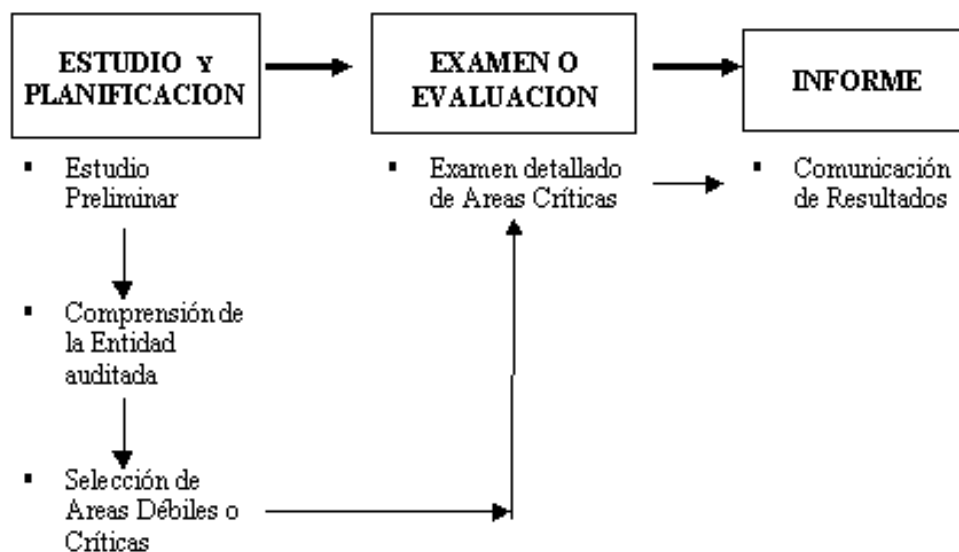 ESTUDIO Y
PLANIFICACION
▪ Estudio
Preliminar
▪ Comprensión de
la Entidad
auditada
▪ Selección de
Areas Débiles o
Críticas
EXAMEN O
EVALUACION
▪ Examen detallado
de Areas Críticas
INFORME
▪ Comunicación
de Resultados